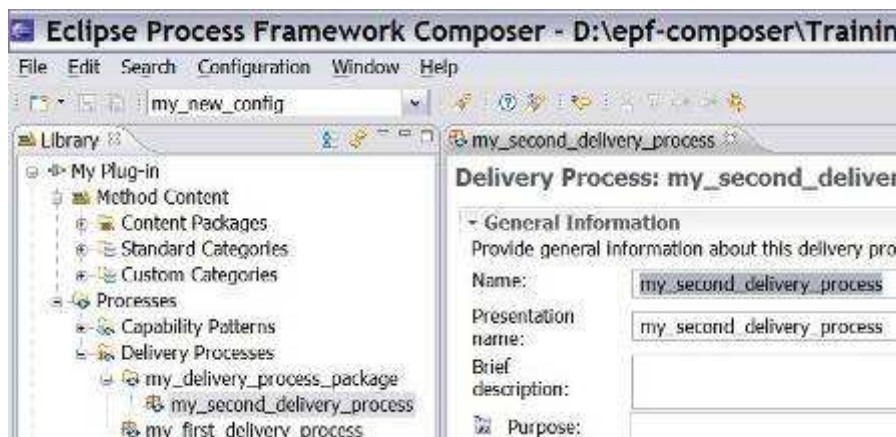 Eclipse Process Framework Composer - D:\epf-composer\Trainin
File Edit Search Configuration Window Help
my_new_config
Library
my_second_delivery_process
My Plug-in
Method Content
Content Packages
Standard Categories
Custom Categories
Processes
Capability Patterns
Delivery Processes
my_delivery_process_package
my_second_delivery_process
my_first_delivery_process
Delivery Process: my_second_deliver
General Information
Provide general information about this delivery pro
Name: my_second_delivery_process
Presentation name: my_second_delivery_process
Brief description:
Purpose: